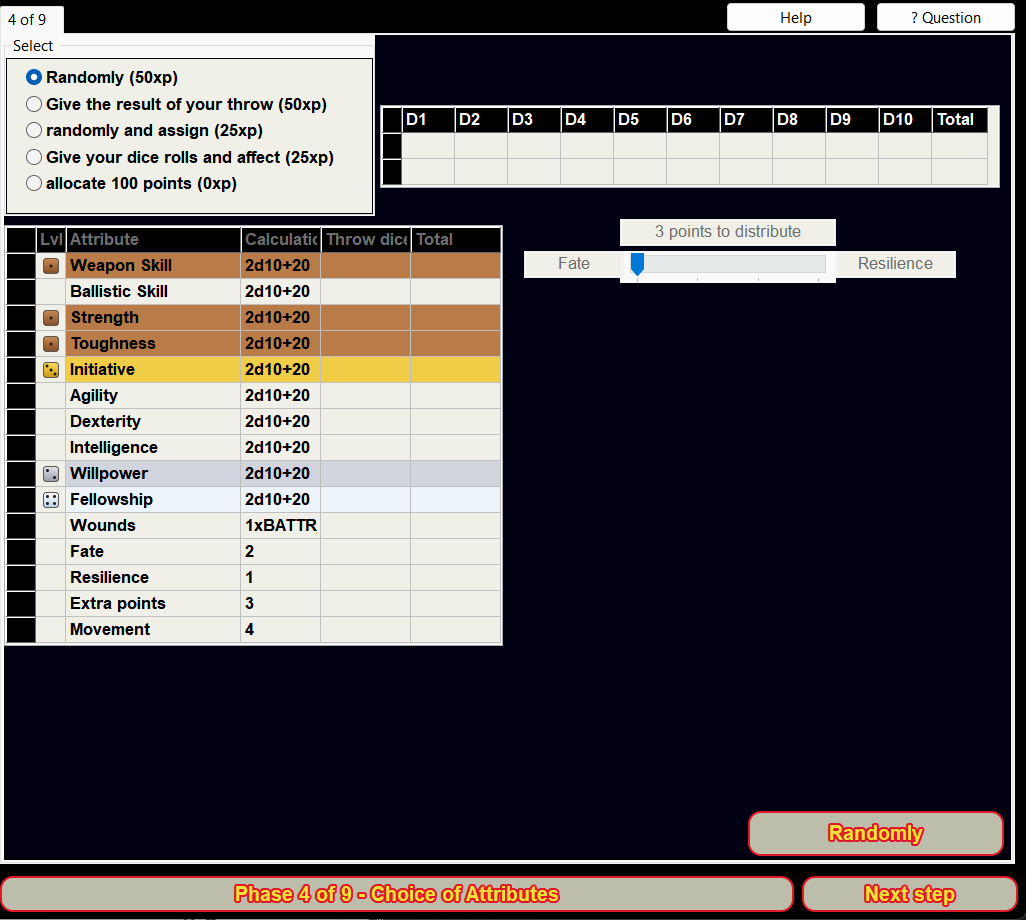 4 of 9
Help
? Question
Select
Randomly (50xp)
Give the result of your throw (50xp)
randomly and assign (25xp)
Give your dice rolls and affect (25xp)
allocate 100 points (0xp)
D1 D2 D3 D4 D5 D6 D7 D8 D9 D10 Total
3 points to distribute
Fate Resilience
Lvl Attribute Calculatic Throw dice Total
Weapon Skill 2d10+20
Ballistic Skill 2d10+20
Strength 2d10+20
Toughness 2d10+20
Initiative 2d10+20
Agility 2d10+20
Dexterity 2d10+20
Intelligence 2d10+20
Willpower 2d10+20
Fellowship 2d10+20
Wounds 1xBATTR
Fate 2
Resilience 1
Extra points 3
Movement 4
Randomly
Phase 4 of 9 - Choice of Attributes
Next step